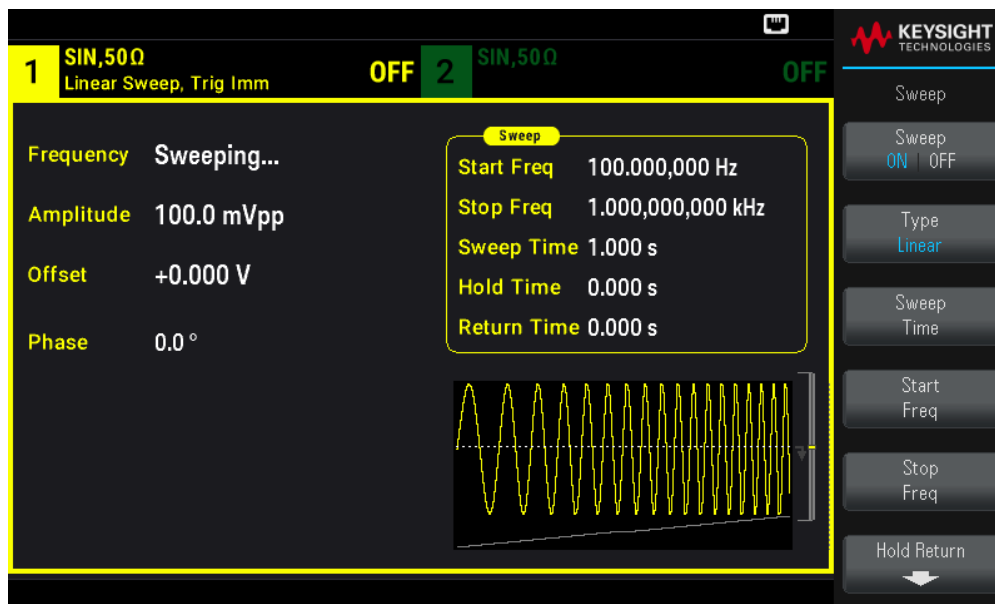 1
SIN,50Ω
Linear Sweep, Trig Imm
OFF
2
SIN,50Ω
OFF
Frequency Sweeping...
Amplitude 100.0 mVpp
Offset +0.000 V
Phase 0.0 °
Sweep
Start Freq 100.000,000 Hz
Stop Freq 1.000,000,000 kHz
Sweep Time 1.000 s
Hold Time 0.000 s
Return Time 0.000 s
KEYSIGHT
TECHNOLOGIES
Sweep
Sweep
ON | OFF
Type
Linear
Sweep
Time
Start
Freq
Stop
Freq
Hold Return